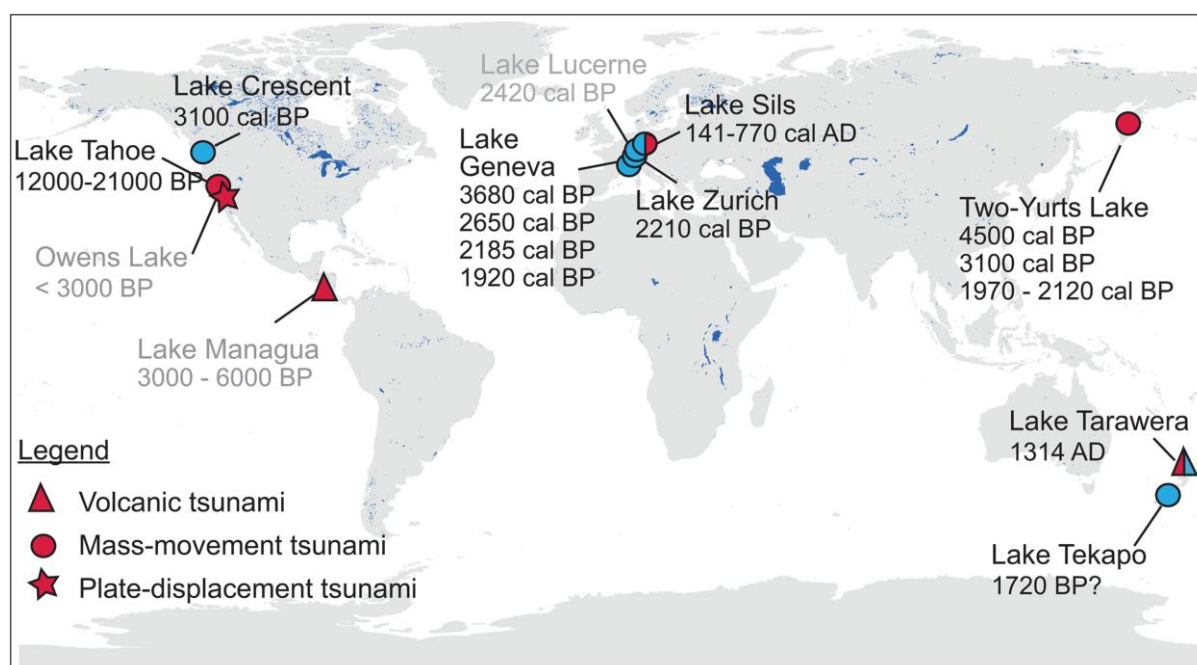 Lake Crescent
3100 cal BP
Lake Tahoe
12000-21000 BP
Owens Lake
< 3000 BP
Lake Managua
3000 - 6000 BP
Lake Lucerne
2420 cal BP
Lake Sils
141-770 cal AD
Lake
Geneva
3680 cal BP
2650 cal BP
2185 cal BP
1920 cal BP
Lake Zurich
2210 cal BP
Two-Yurts Lake
4500 cal BP
3100 cal BP
1970 - 2120 cal BP
Lake Tarawera
1314 AD
Lake Tekapo
1720 BP?
Legend
Volcanic tsunami
Mass-movement tsunami
Plate-displacement tsunami